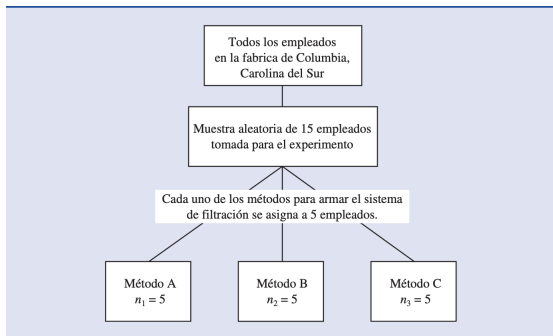 Todos los empleados
en la fabrica de Columbia,
Carolina del Sur
Muestra aleatoria de 15 empleados
tomada para el experimento
Cada uno de los métodos para armar el sistema
de filtración se asigna a 5 empleados.
Método A
n₁ = 5
Método B
n₂ = 5
Método C
n₃ = 5